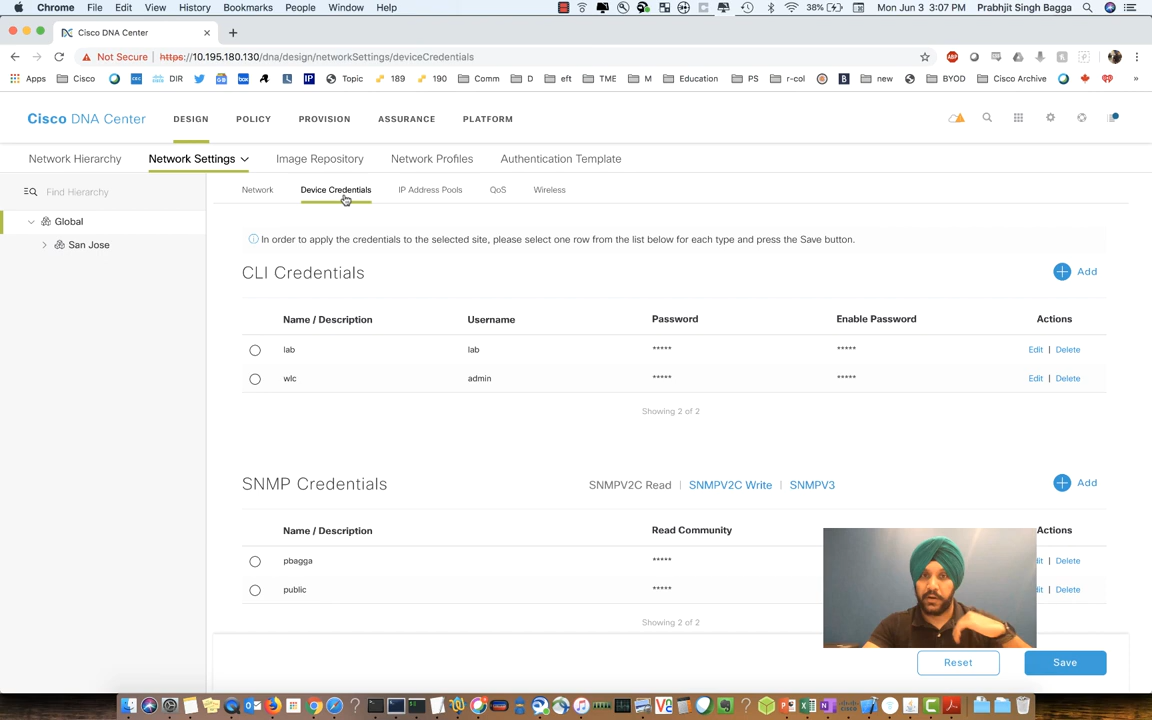 Chrome File Edit View History Bookmarks People Window Help 38% Mon Jun 3 3:07 PM Prabhjit Singh Bagga
Cisco DNA Center
Not Secure https://10.195.180.130/dna/design/networkSettings/deviceCredentials
Apps Cisco DIR Topic 189 Comm D eft TME M Education PS r-col new BYOD Cisco Archive
190
Cisco DNA Center DESIGN POLICY PROVISION ASSURANCE PLATFORM
Network Hierarchy Network Settings Image Repository Network Profiles Authentication Template
Find Hierarchy
Network Device Credentials IP Address Pools QoS Wireless
Global
San Jose
In order to apply the credentials to the selected site, please select one row from the list below for each type and press the Save button.
CLI Credentials Add
Name / Description Username Password Enable Password Actions
lab lab ***** ***** Edit | Delete
wlc admin ***** ***** Edit | Delete
Showing 2 of 2
SNMP Credentials SNMPV2C Read | SNMPV2C Write | SNMPV3 Add
Name / Description Read Community Actions
pbagga ***** | Delete
public ***** | Delete
Showing 2 of 2
Reset Save